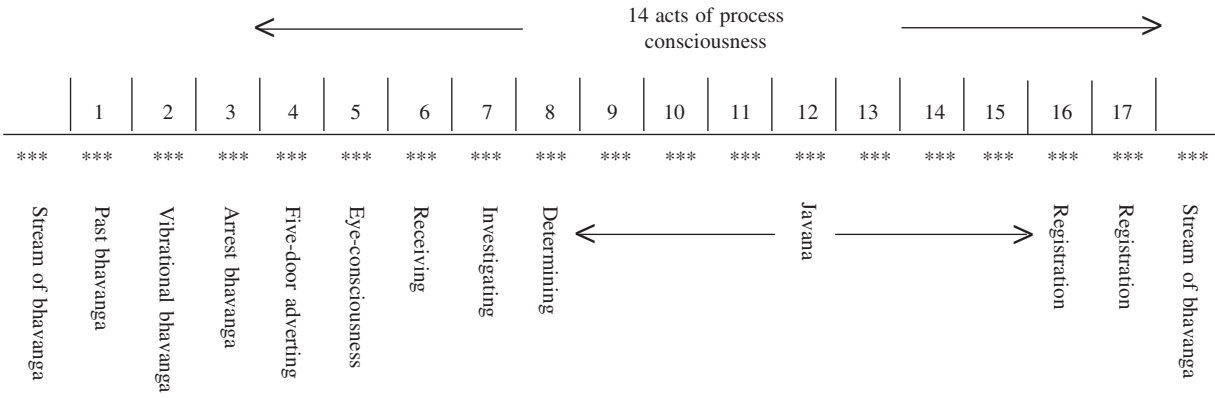 14 acts of process
consciousness
1 2 3 4 5 6 7 8 9 10 11 12 13 14 15 16 17
*** *** *** *** *** *** *** *** *** *** *** *** *** *** *** *** *** *** ***
Stream of bhavanga
Past bhavanga
Vibrational bhavanga
Arrest bhavanga
Five-door adverting
Eye-consciousness
Receiving
Investigating
Determining
Javana
Registration
Registration
Stream of bhavanga